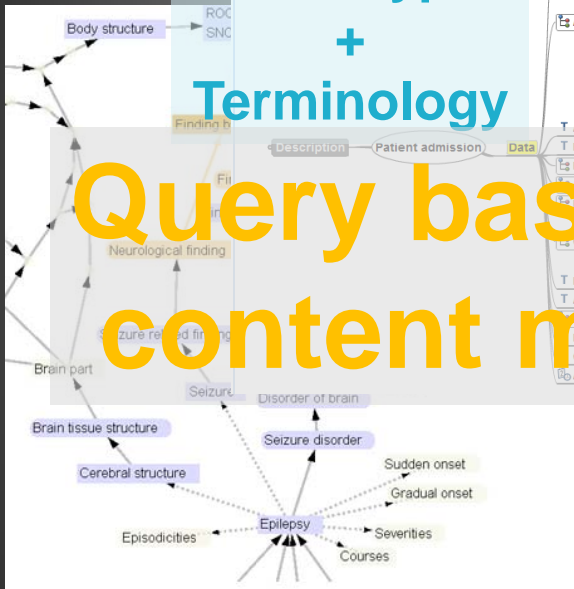 Body structure
+
Terminology
Description
Patient admission
Data
Query bas
Neurological finding
content m
Brain part
Seizure
Disorder of brain
Brain tissue structure
Seizure disorder
Cerebral structure
Sudden onset
Gradual onset
Episodicities
Epilepsy
Severities
Courses